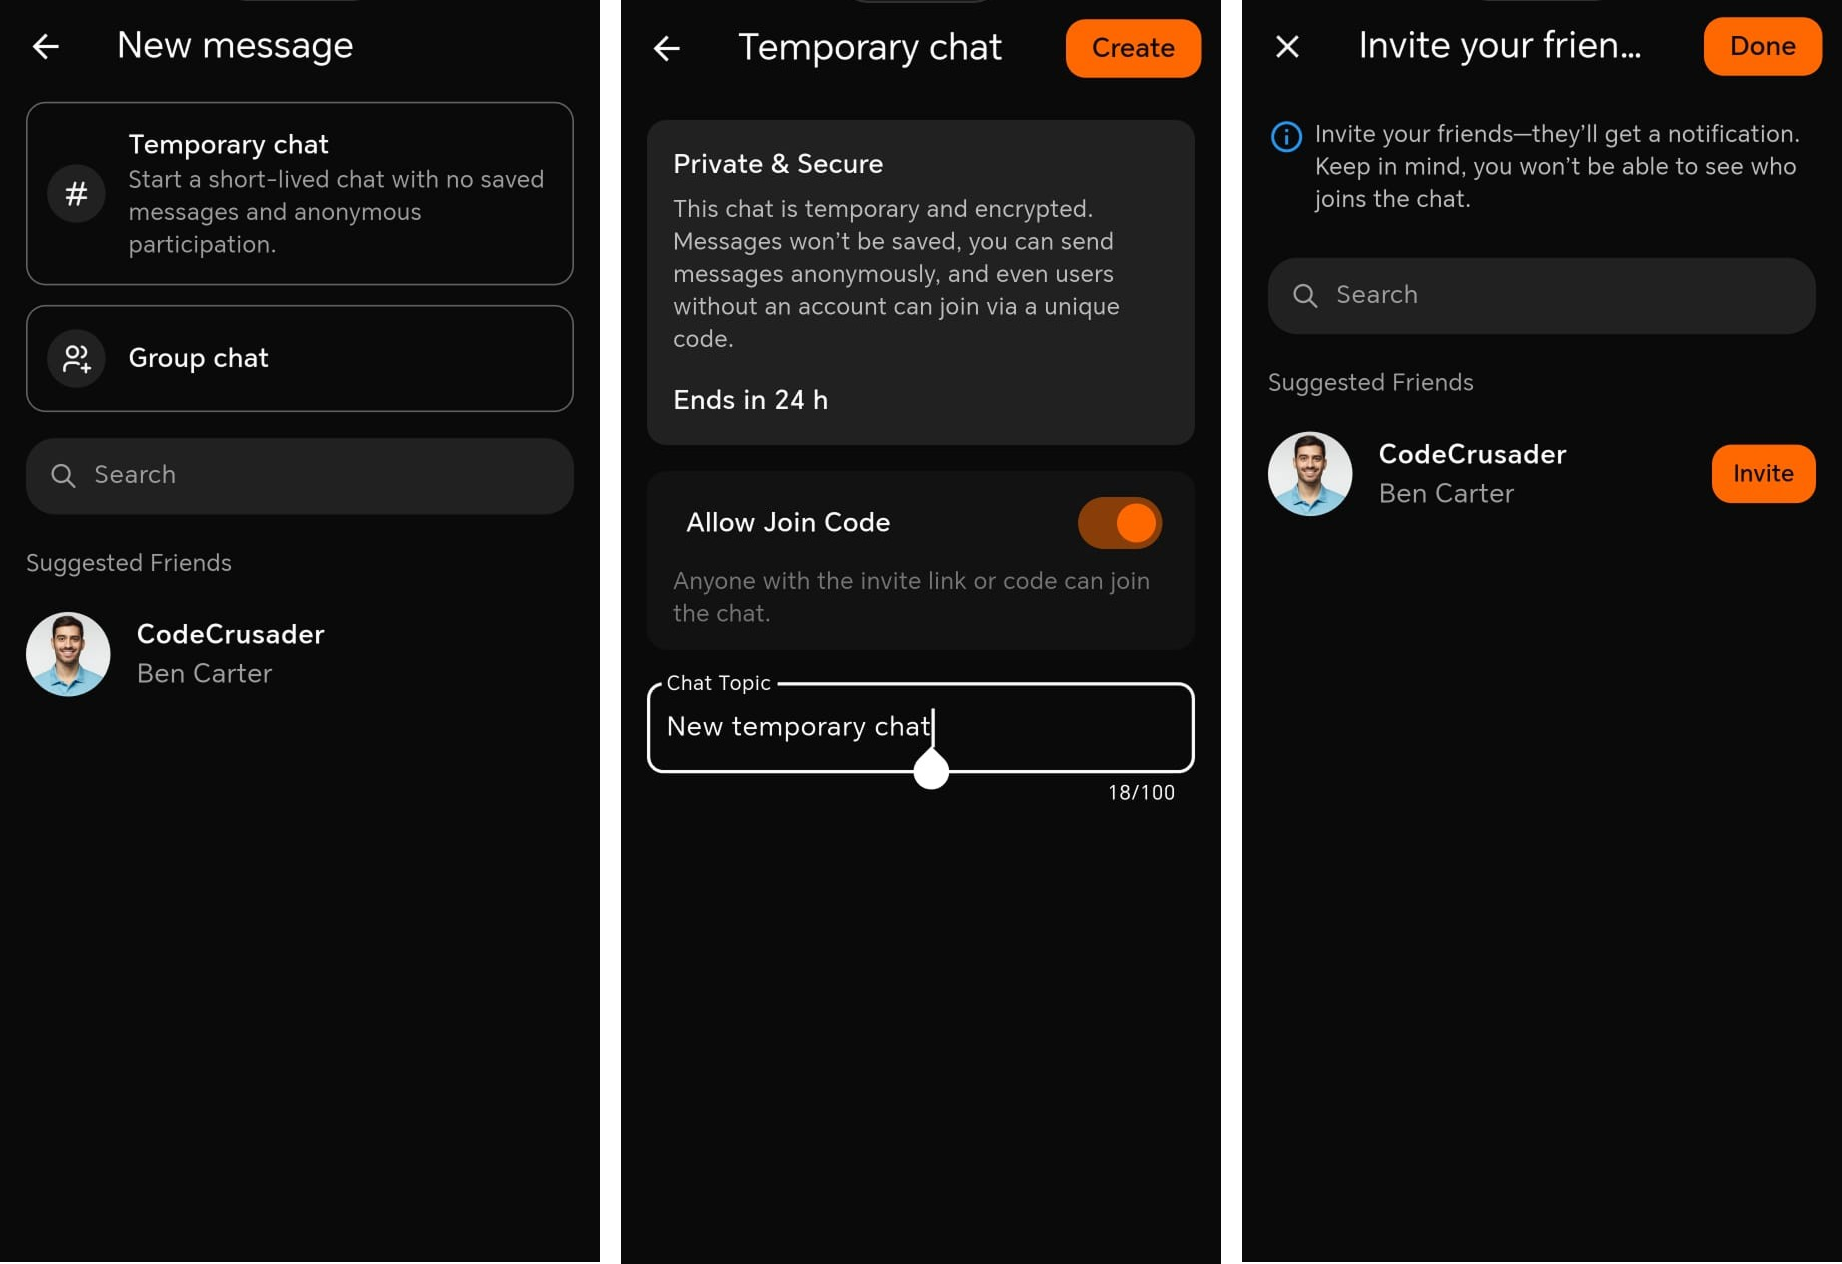 New message
Temporary chat
Start a short-lived chat with no saved
messages and anonymous
participation.
#
Group chat
Search
Suggested Friends
CodeCrusader
Ben Carter
Temporary chat
Create
Private & Secure
This chat is temporary and encrypted.
Messages won’t be saved, you can send
messages anonymously, and even users
without an account can join via a unique
code.
Ends in 24 h
Allow Join Code
Anyone with the invite link or code can join
the chat.
Chat Topic
New temporary chat
18/100
Invite your frien...
Done
Invite your friends—they’ll get a notification.
Keep in mind, you won’t be able to see who
joins the chat.
Search
Suggested Friends
CodeCrusader
Ben Carter
Invite